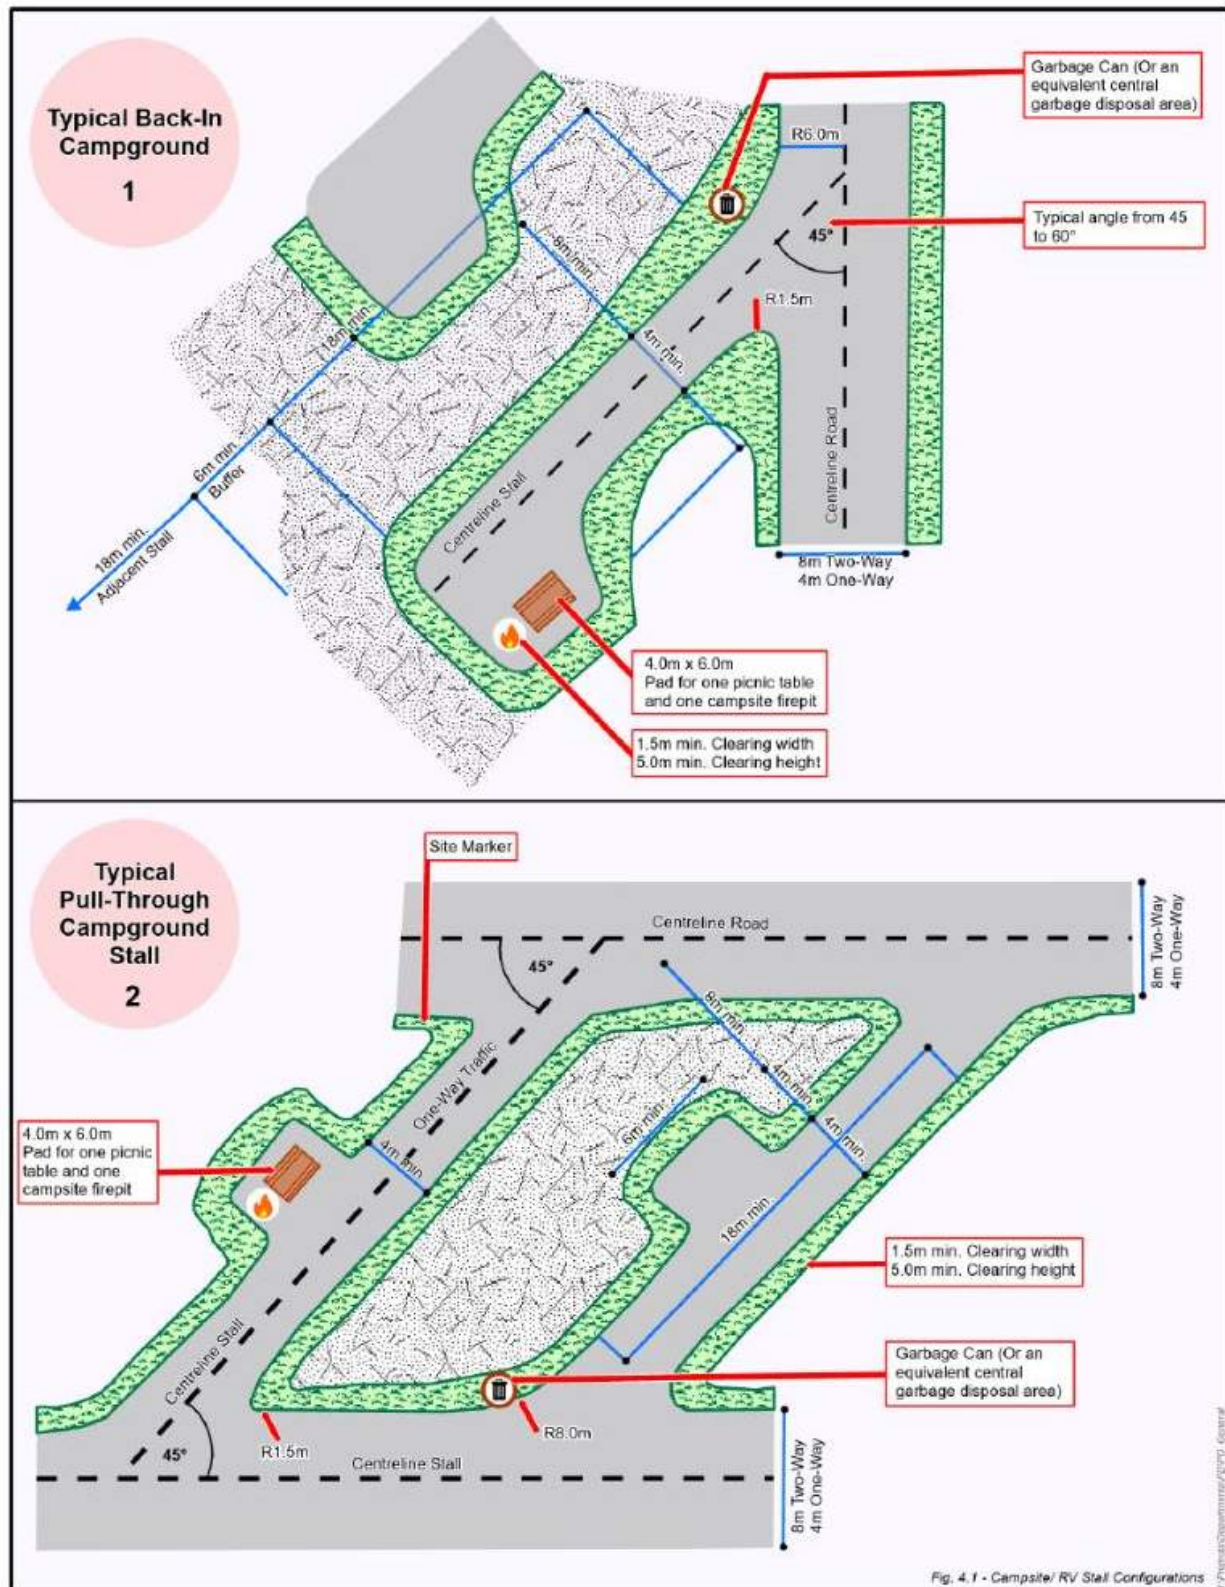 Typical Back-In
Campground
1
Garbage Can (Or an
equivalent central
garbage disposal area)
R6.0m
Typical angle from 45
to 60°
45°
8m min.
R1.5m
18m min.
4m min.
6m min.
Buffer
Centreline Stall
Centreline Road
18m min.
Adjacent Stall
8m Two-Way
4m One-Way
4.0m x 6.0m
Pad for one picnic table
and one campsite firepit
1.5m min. Clearing width
5.0m min. Clearing height
Typical
Pull-Through
Campground
Stall
2
Site Marker
Centreline Road
8m Two-Way
4m One-Way
45°
8m min.
One-Way Traffic
4m min.
6m min.
4m min.
4.0m x 6.0m
Pad for one picnic
table and one
campsite firepit
4m min.
18m min.
1.5m min. Clearing width
5.0m min. Clearing height
Centreline Stall
Garbage Can (Or an
equivalent central
garbage disposal area)
R1.5m
R8.0m
45°
Centreline Stall
8m Two-Way
4m One-Way
Fig. 4.1 - Campsite/ RV Stall Configurations